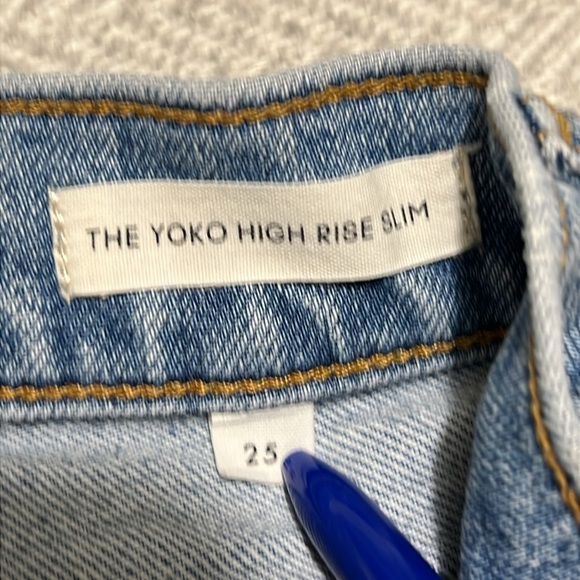 THE YOKO HIGH RISE SLIM
25